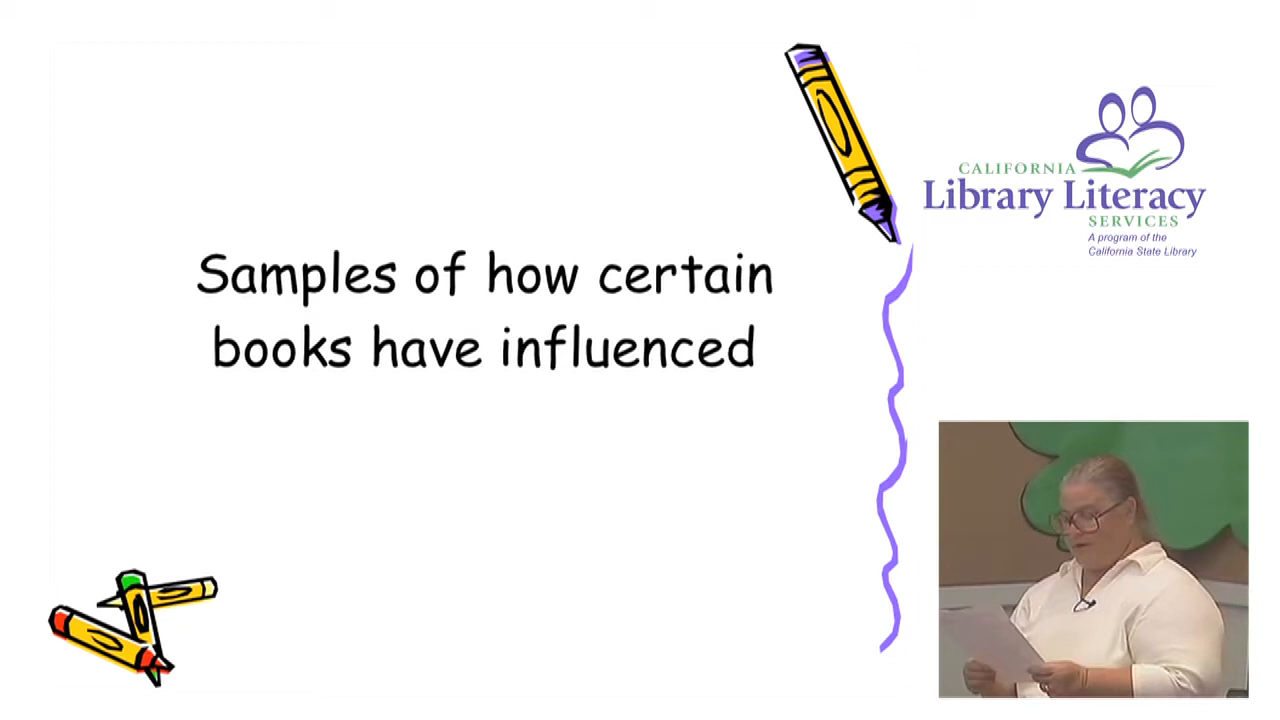 Samples of how certain
books have influenced
CALIFORNIA
Library Literacy
SERVICES
A program of the
California State Library